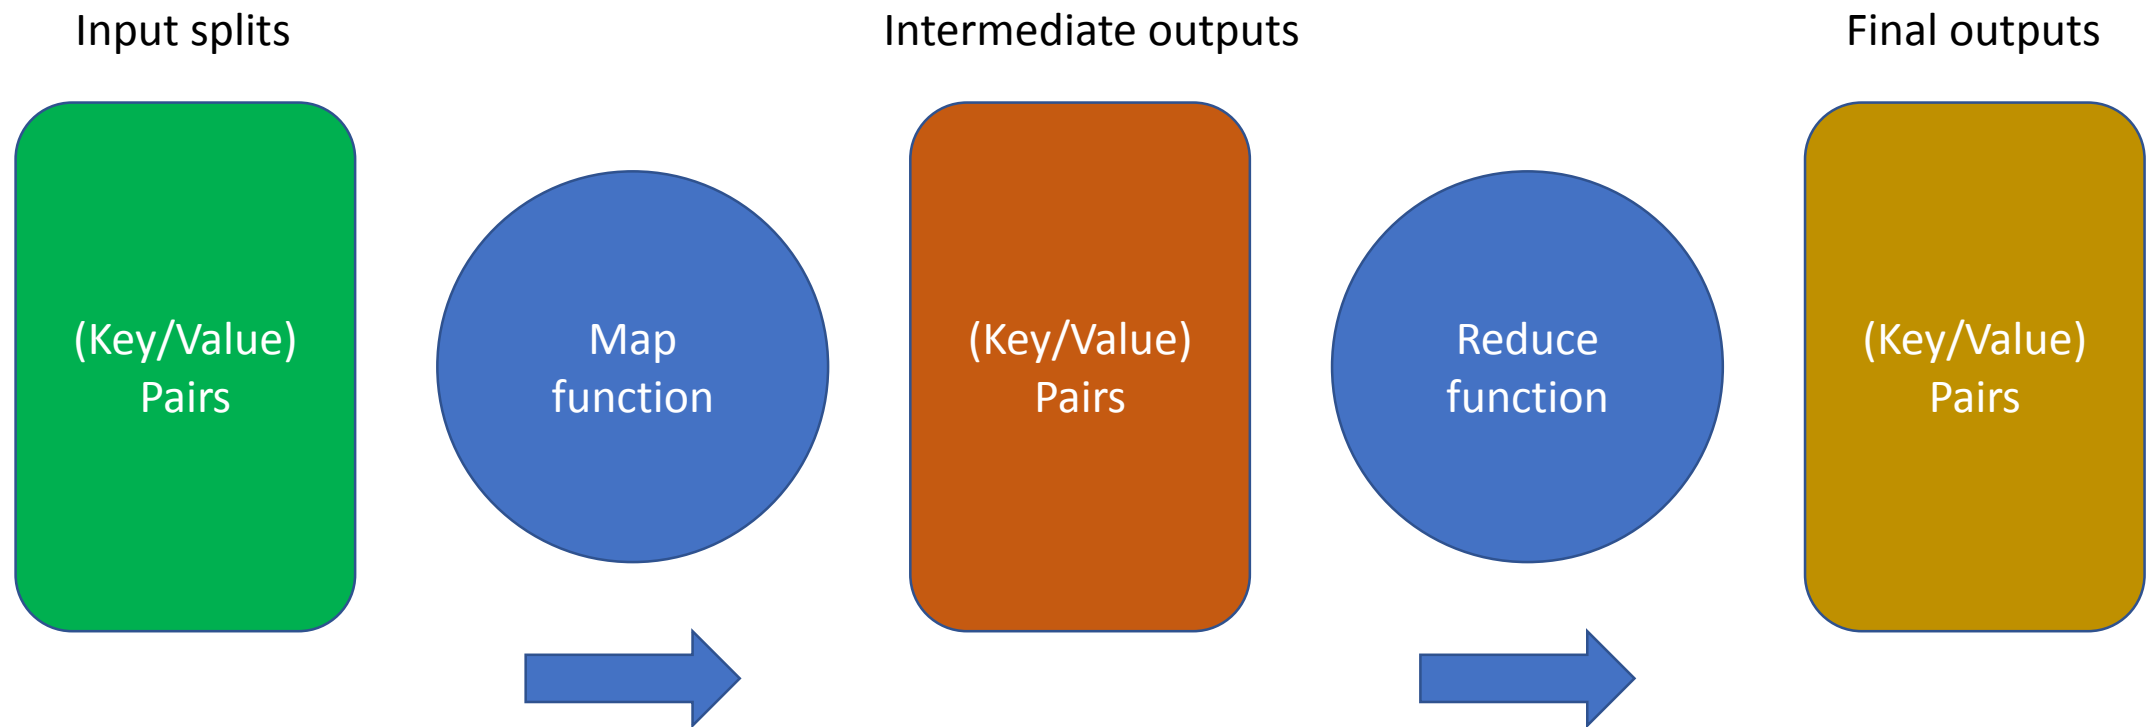 Input splits
Intermediate outputs
Final outputs
(Key/Value)
Pairs
Map
function
(Key/Value)
Pairs
Reduce
function
(Key/Value)
Pairs